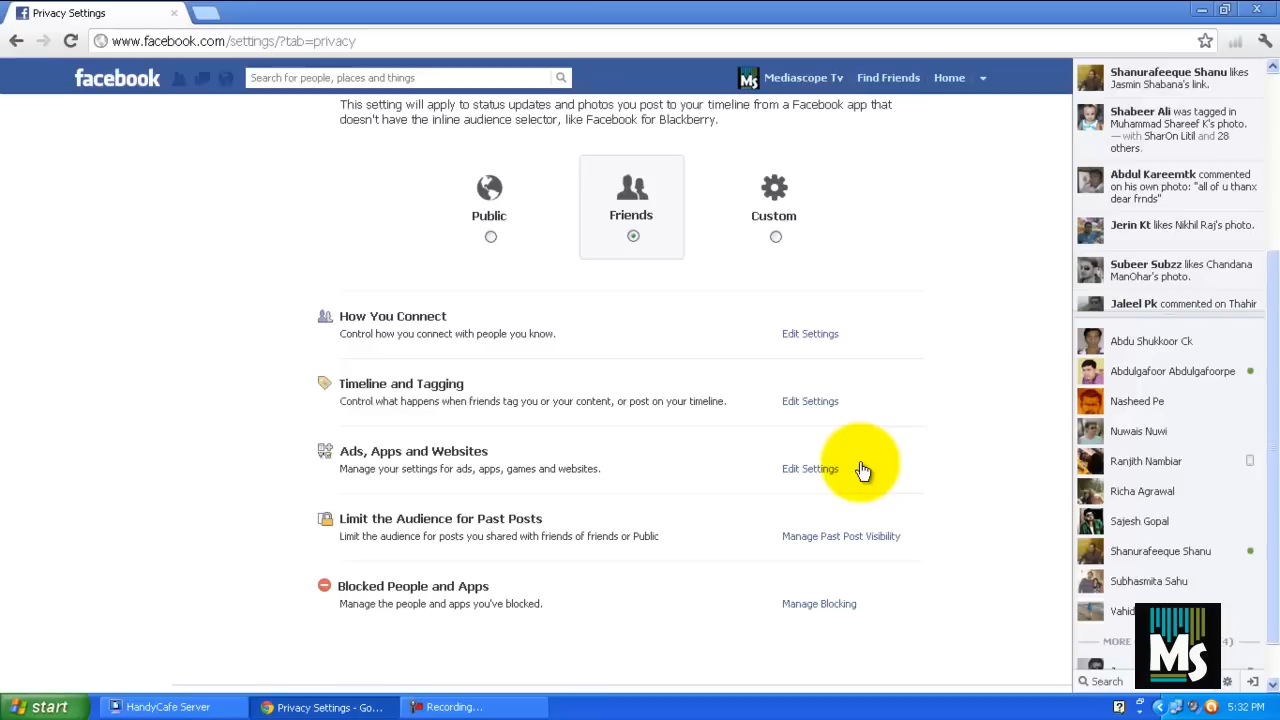 Privacy Settings
www.facebook.com/settings/?tab=privacy
facebook
Search for people, places and things
Mediascope Tv
Find Friends
Home
This setting will apply to status updates and photos you post to your timeline from a Facebook app that
doesn't have the inline audience selector, like Facebook for Blackberry.
Public
Friends
Custom
How You Connect
Control how you connect with people you know.
Edit Settings
Timeline and Tagging
Control what happens when friends tag you or your content, or post on your timeline.
Edit Settings
Ads, Apps and Websites
Manage your settings for ads, apps, games and websites.
Edit Settings
Limit the Audience for Past Posts
Limit the audience for posts you shared with friends of friends or Public
Manage Past Post Visibility
Blocked People and Apps
Manage the people and apps you've blocked.
Manage Blocking
Shanurafeeque Shanu likes
Jasmin Shabana's link.
Shabeer Ali was tagged in
Muhammad Shareef K's photo.
— with SharOn Litil and 28
others.
Abdul Kareemtk commented
on his own photo: "all of u thanx
dear frnds"
Jerin Kt likes Nikhil Raj's photo.
Subeer Subzz likes Chandana
ManOhar's photo.
Jaleel Pk commented on Thahir
Abdu Shukkoor Ck
Abdulgafoor Abdulgafoorpe
Nasheed Pe
Nuwais Nuwi
Ranjith Nambiar
Richa Agrawal
Sajesh Gopal
Shanurafeeque Shanu
Subhasmita Sahu
MORE
4)
Ms
Search
start
HandyCafe Server
Privacy Settings - Go...
Recording...
5:32 PM